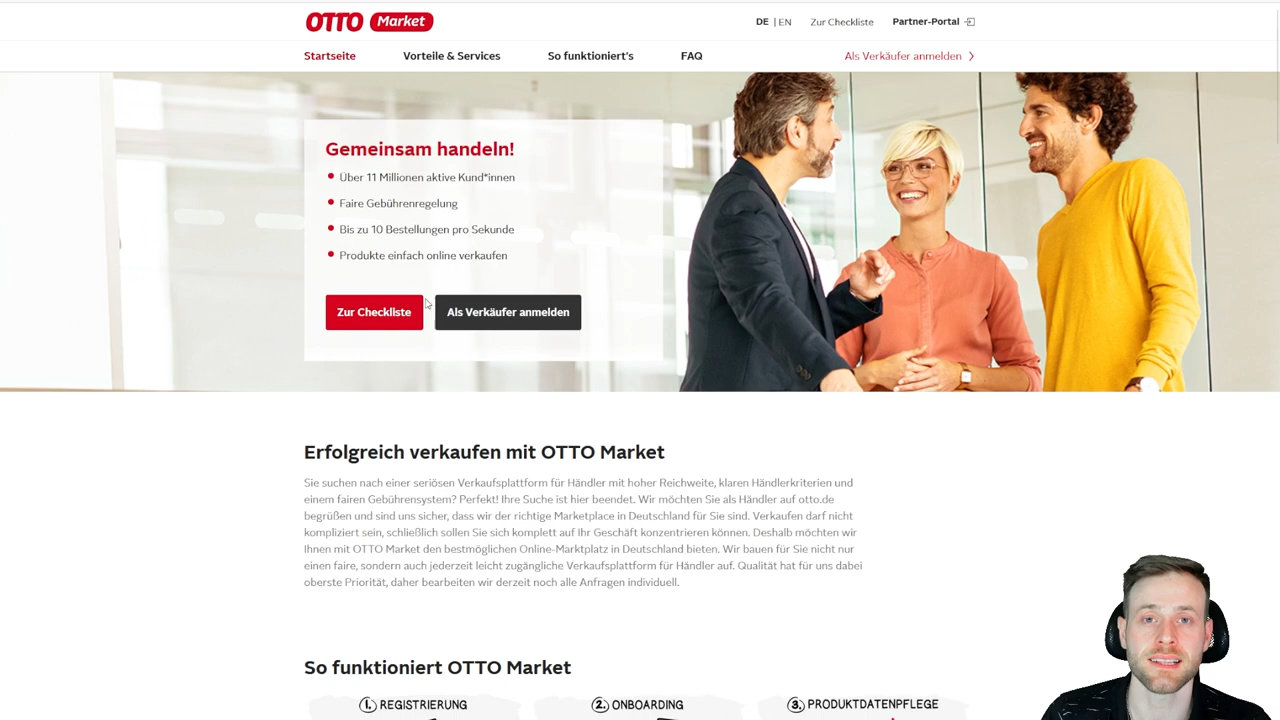 OTTO Market
DE | EN
Zur Checkliste
Partner-Portal
Startseite
Vorteile & Services
So funktioniert's
FAQ
Als Verkäufer anmelden
Gemeinsam handeln!
Über 11 Millionen aktive Kund*innen
Faire Gebührenregelung
Bis zu 10 Bestellungen pro Sekunde
Produkte einfach online verkaufen
Zur Checkliste
Als Verkäufer anmelden
Erfolgreich verkaufen mit OTTO Market
Sie suchen nach einer seriösen Verkaufsplattform für Händler mit hoher Reichweite, klaren Händlerkriterien und
einem fairen Gebührensystem? Perfekt! Ihre Suche ist hier beendet. Wir möchten Sie als Händler auf otto.de
begrüßen und sind uns sicher, dass wir der richtige Marketplace in Deutschland für Sie sind. Verkaufen darf nicht
kompliziert sein, schließlich sollen Sie sich komplett auf Ihr Geschäft konzentrieren können. Deshalb möchten wir
Ihnen mit OTTO Market den bestmöglichen Online-Marktplatz in Deutschland bieten. Wir bauen für Sie nicht nur
eine faire, sondern auch jederzeit leicht zugängliche Verkaufsplattform für Händler auf. Qualität hat für uns dabei
oberste Priorität, daher bearbeiten wir derzeit noch alle Anfragen individuell.
So funktioniert OTTO Market
1. REGISTRIERUNG
2. ONBOARDING
3. PRODUKTDATENPFLEGE